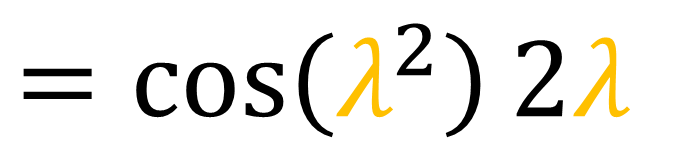 = cos(λ²) 2λ